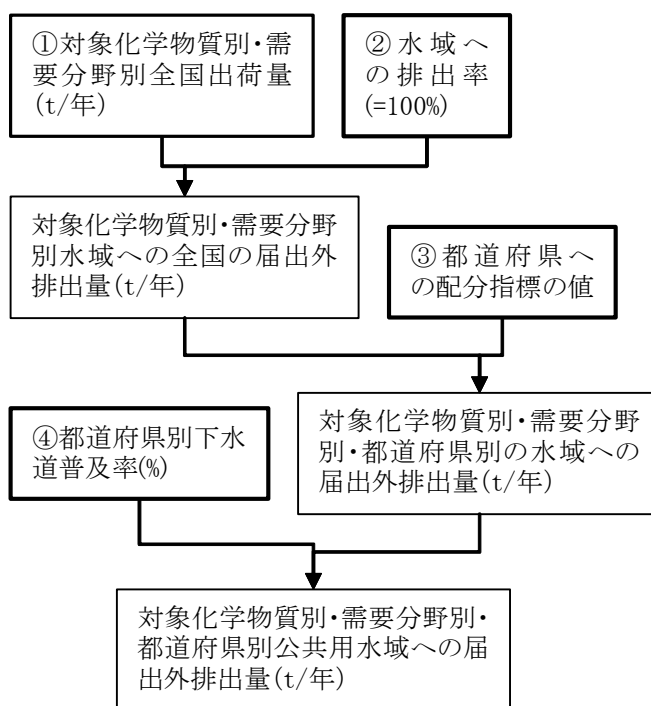 ①対象化学物質別・需
要分野別全国出荷量
(t/年)
②水域へ
の排出率
(=100%)
対象化学物質別・需要分野
別水域への全国の届出外
排出量(t/年)
③都道府県へ
の配分指標の値
対象化学物質別・需要分野
別・都道府県別の水域への
届出外排出量(t/年)
④都道府県別下水
道普及率(%)
対象化学物質別・需要分野別・
都道府県別公共用水域への届
出外排出量(t/年)